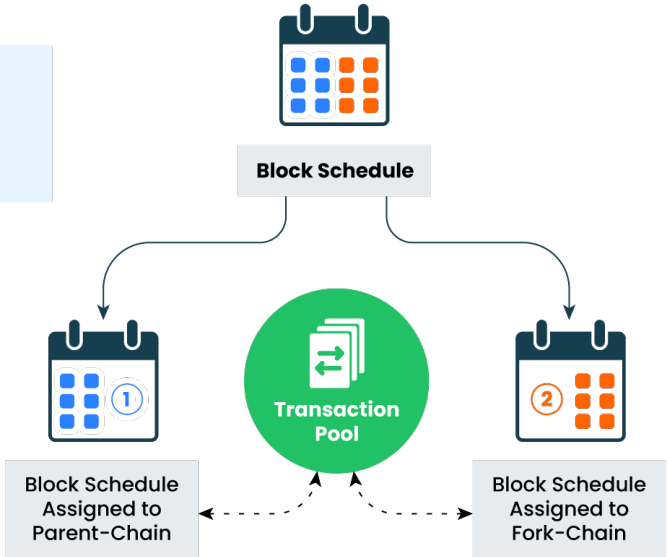 Block Schedule
1
2
Transaction
Pool
Block Schedule
Assigned to
Parent-Chain
Block Schedule
Assigned to
Fork-Chain